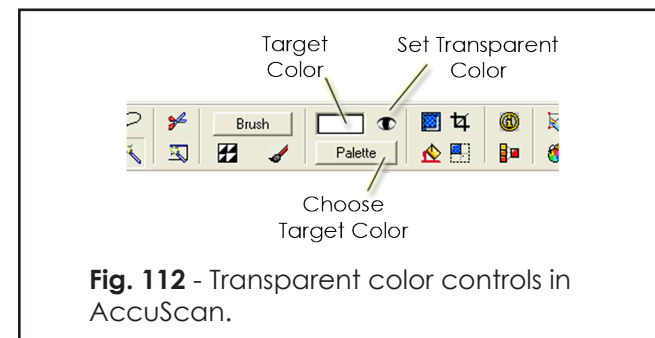 Target Color
Set Transparent Color
Brush
Palette
Choose Target Color
Fig. 112 - Transparent color controls in
AccuScan.